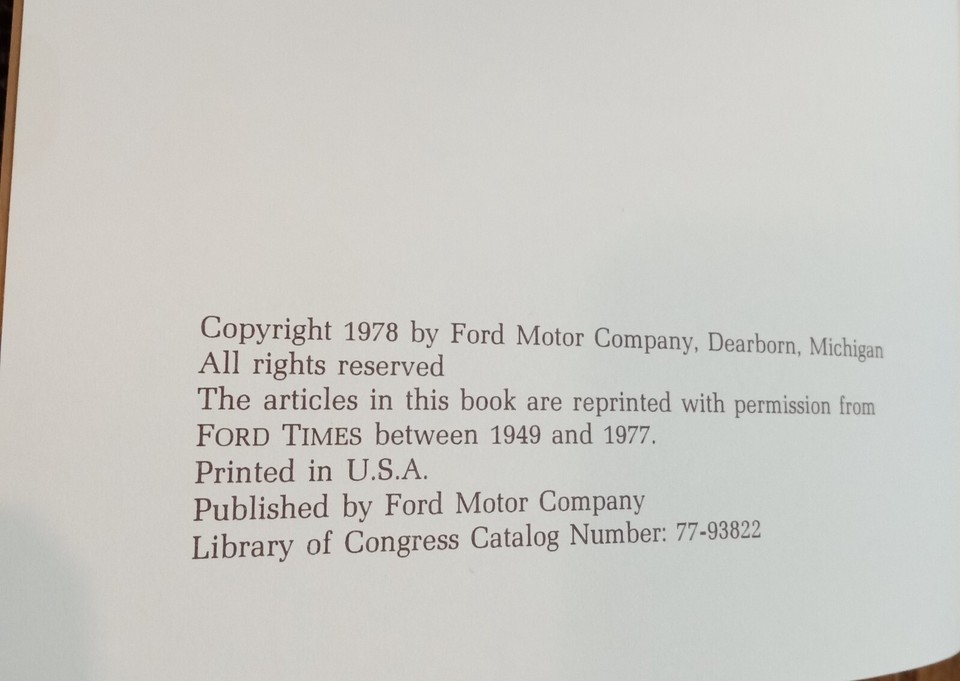 Copyright 1978 by Ford Motor Company, Dearborn, Michigan
All rights reserved
The articles in this book are reprinted with permission from
FORD TIMES between 1949 and 1977.
Printed in U.S.A.
Published by Ford Motor Company
Library of Congress Catalog Number: 77-93822